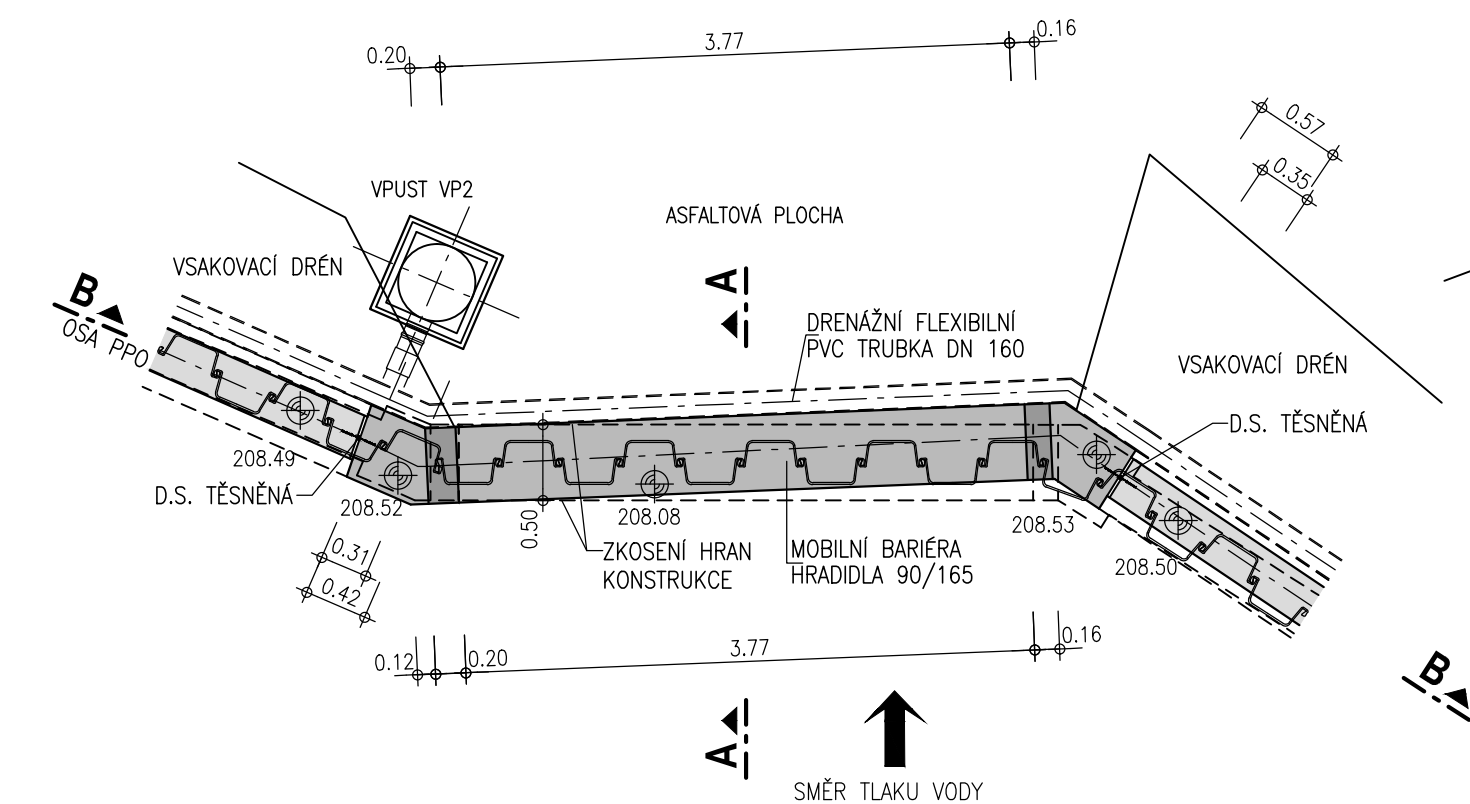 0.20
3.77
0.16
0.57
0.35
VPUST VP2
ASFALTOVÁ PLOCHA
VSAKOVACÍ DRÉN
B
OSA PPO
A
DRENÁŽNÍ FLEXIBILNÍ
PVC TRUBKA DN 160
VSAKOVACÍ DRÉN
D.S. TĚSNĚNÁ
208.49
D.S. TĚSNĚNÁ
208.52
0.50
208.08
208.53
208.50
ZKOSENÍ HRAN
KONSTRUKCE
MOBILNÍ BARIÉRA
HRADIDLA 90/165
0.31
0.42
0.12
0.20
3.77
0.16
B
A
SMĚR TLAKU VODY